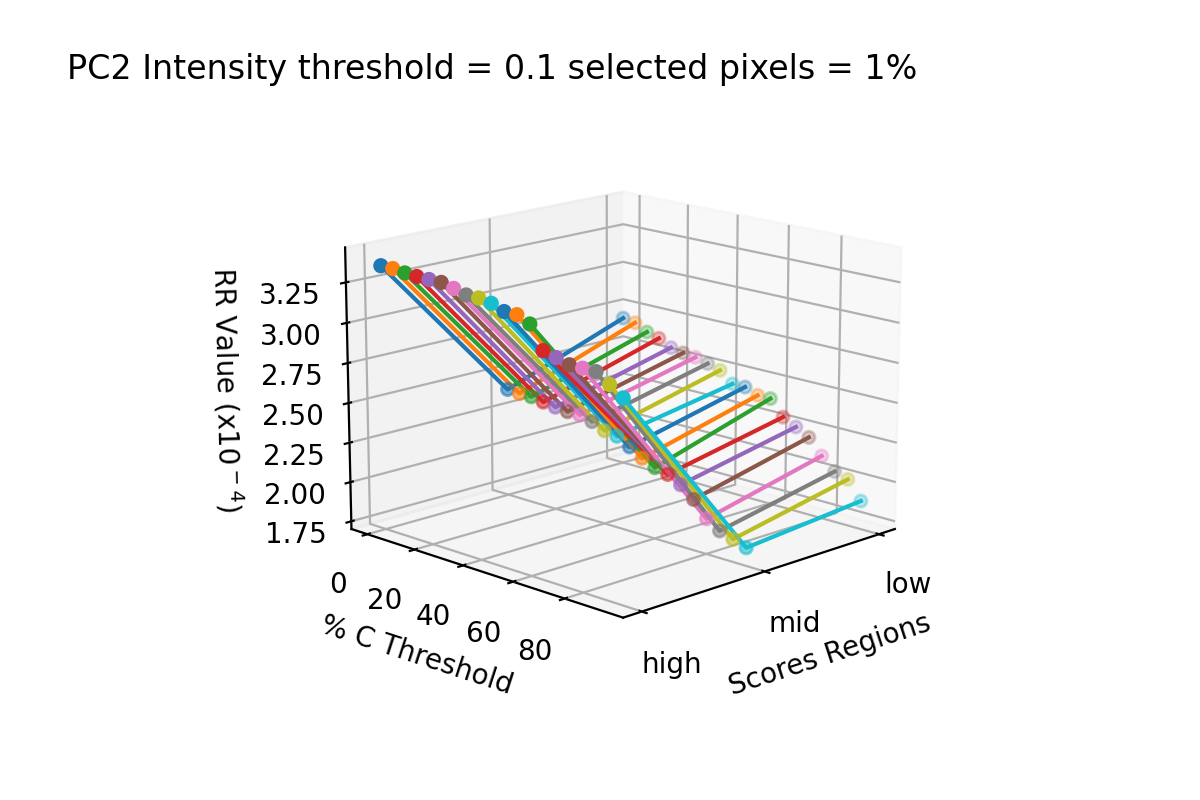 PC2 Intensity threshold = 0.1 selected pixels = 1%
RR Value (x10⁻⁴)
3.25
3.00
2.75
2.50
2.25
2.00
1.75
0
20
40
60
80
% C Threshold
high
mid
low
Scores Regions